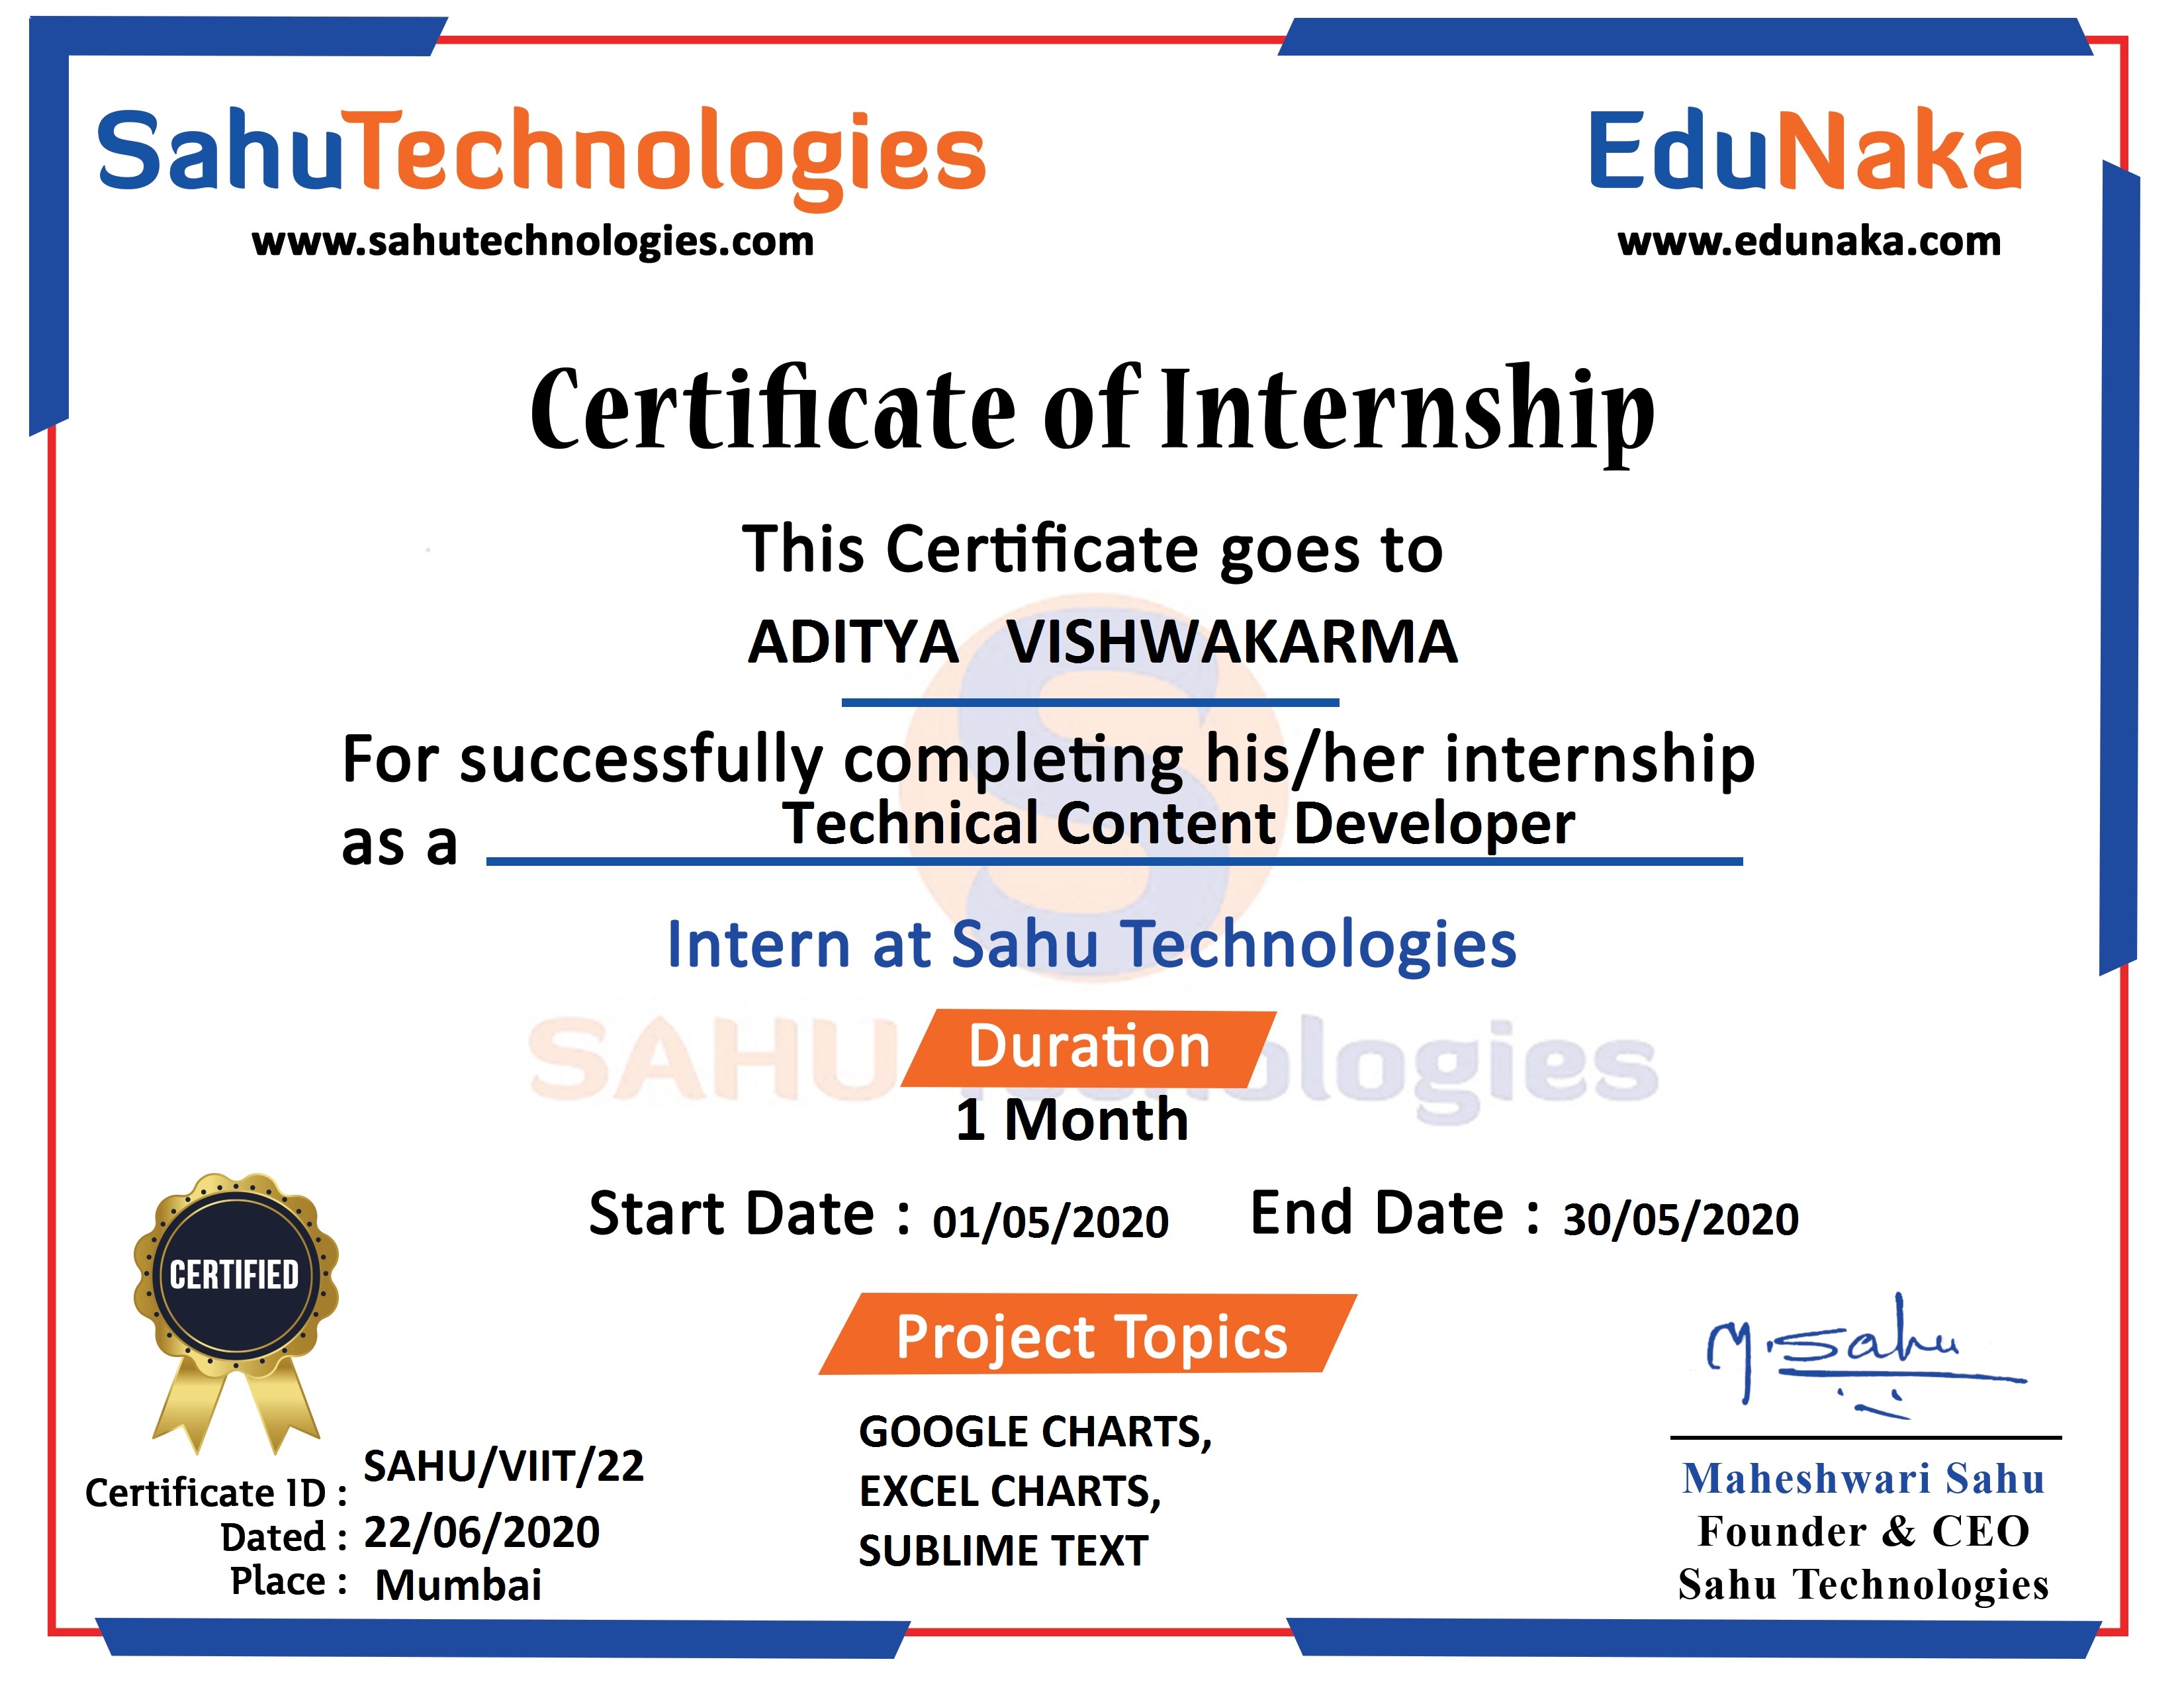 SahuTechnologies
www.sahutechnologies.com
EduNaka
www.edunaka.com
Certificate of Internship
This Certificate goes to
ADITYA VISHWAKARMA
For successfully completing his/her internship
as a Technical Content Developer
Intern at Sahu Technologies
SAHU Technologies
Duration
1 Month
Start Date : 01/05/2020 End Date : 30/05/2020
CERTIFIED
Project Topics
GOOGLE CHARTS,
EXCEL CHARTS,
SUBLIME TEXT
Certificate ID : SAHU/VIIT/22
Dated : 22/06/2020
Place : Mumbai
M. Sahu
Maheshwari Sahu
Founder & CEO
Sahu Technologies